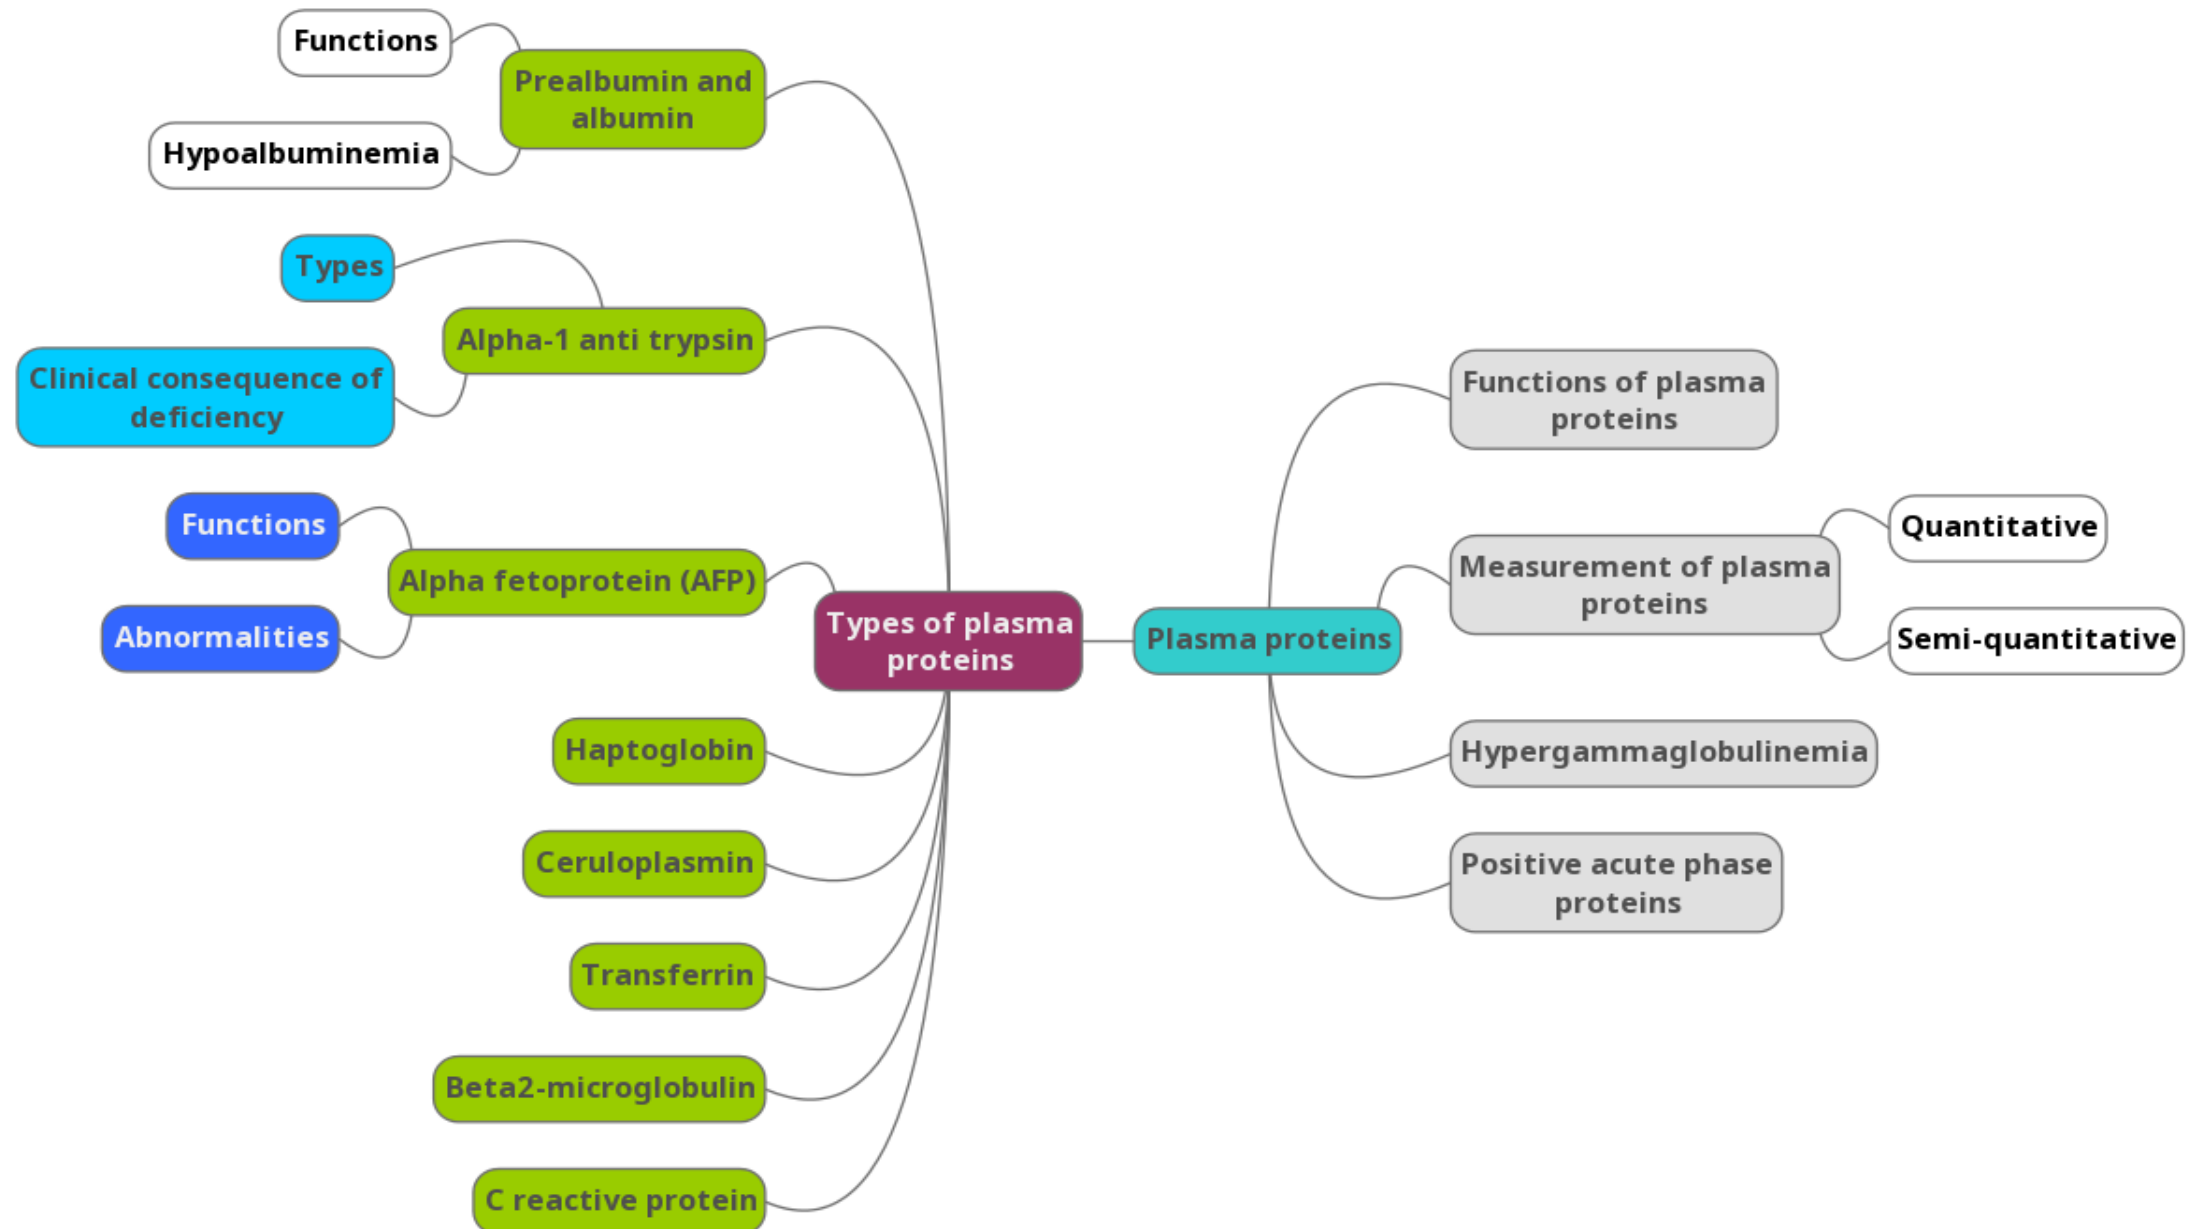 Functions
Prealbumin and
albumin
Hypoalbuminemia
Types
Alpha-1 anti trypsin
Clinical consequence of
deficiency
Functions
Alpha fetoprotein (AFP)
Abnormalities
Haptoglobin
Ceruloplasmin
Transferrin
Beta2-microglobulin
C reactive protein
Types of plasma
proteins
Plasma proteins
Functions of plasma
proteins
Measurement of plasma
proteins
Quantitative
Semi-quantitative
Hypergammaglobulinemia
Positive acute phase
proteins